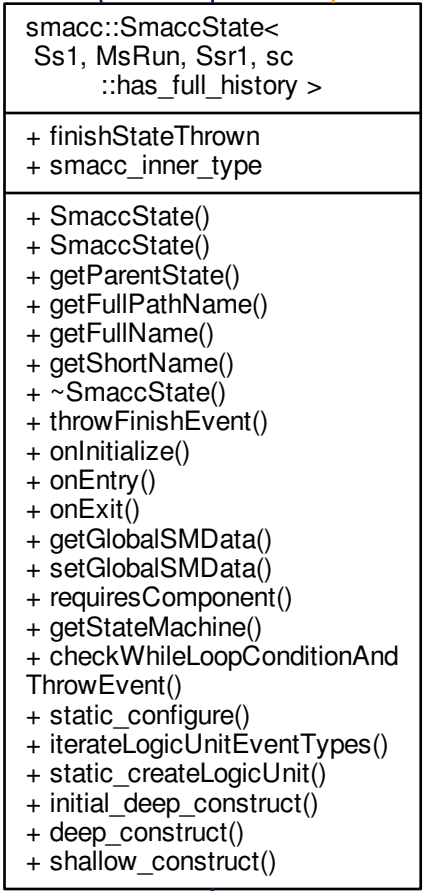 smacc::SmaccState<
Ss1, MsRun, Ssr1, sc
::has_full_history >
+ finishStateThrown
+ smacc_inner_type
+ SmaccState()
+ SmaccState()
+ getParentState()
+ getFullPathName()
+ getFullName()
+ getShortName()
+ ~SmaccState()
+ throwFinishEvent()
+ onInitialize()
+ onEntry()
+ onExit()
+ getGlobalSMData()
+ setGlobalSMData()
+ requiresComponent()
+ getStateMachine()
+ checkWhileLoopConditionAnd
ThrowEvent()
+ static_configure()
+ iterateLogicUnitEventTypes()
+ static_createLogicUnit()
+ initial_deep_construct()
+ deep_construct()
+ shallow_construct()